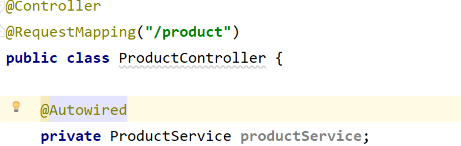 @Controller
@RequestMapping("/product")
public class ProductController {
@Autowired
private ProductService productService;